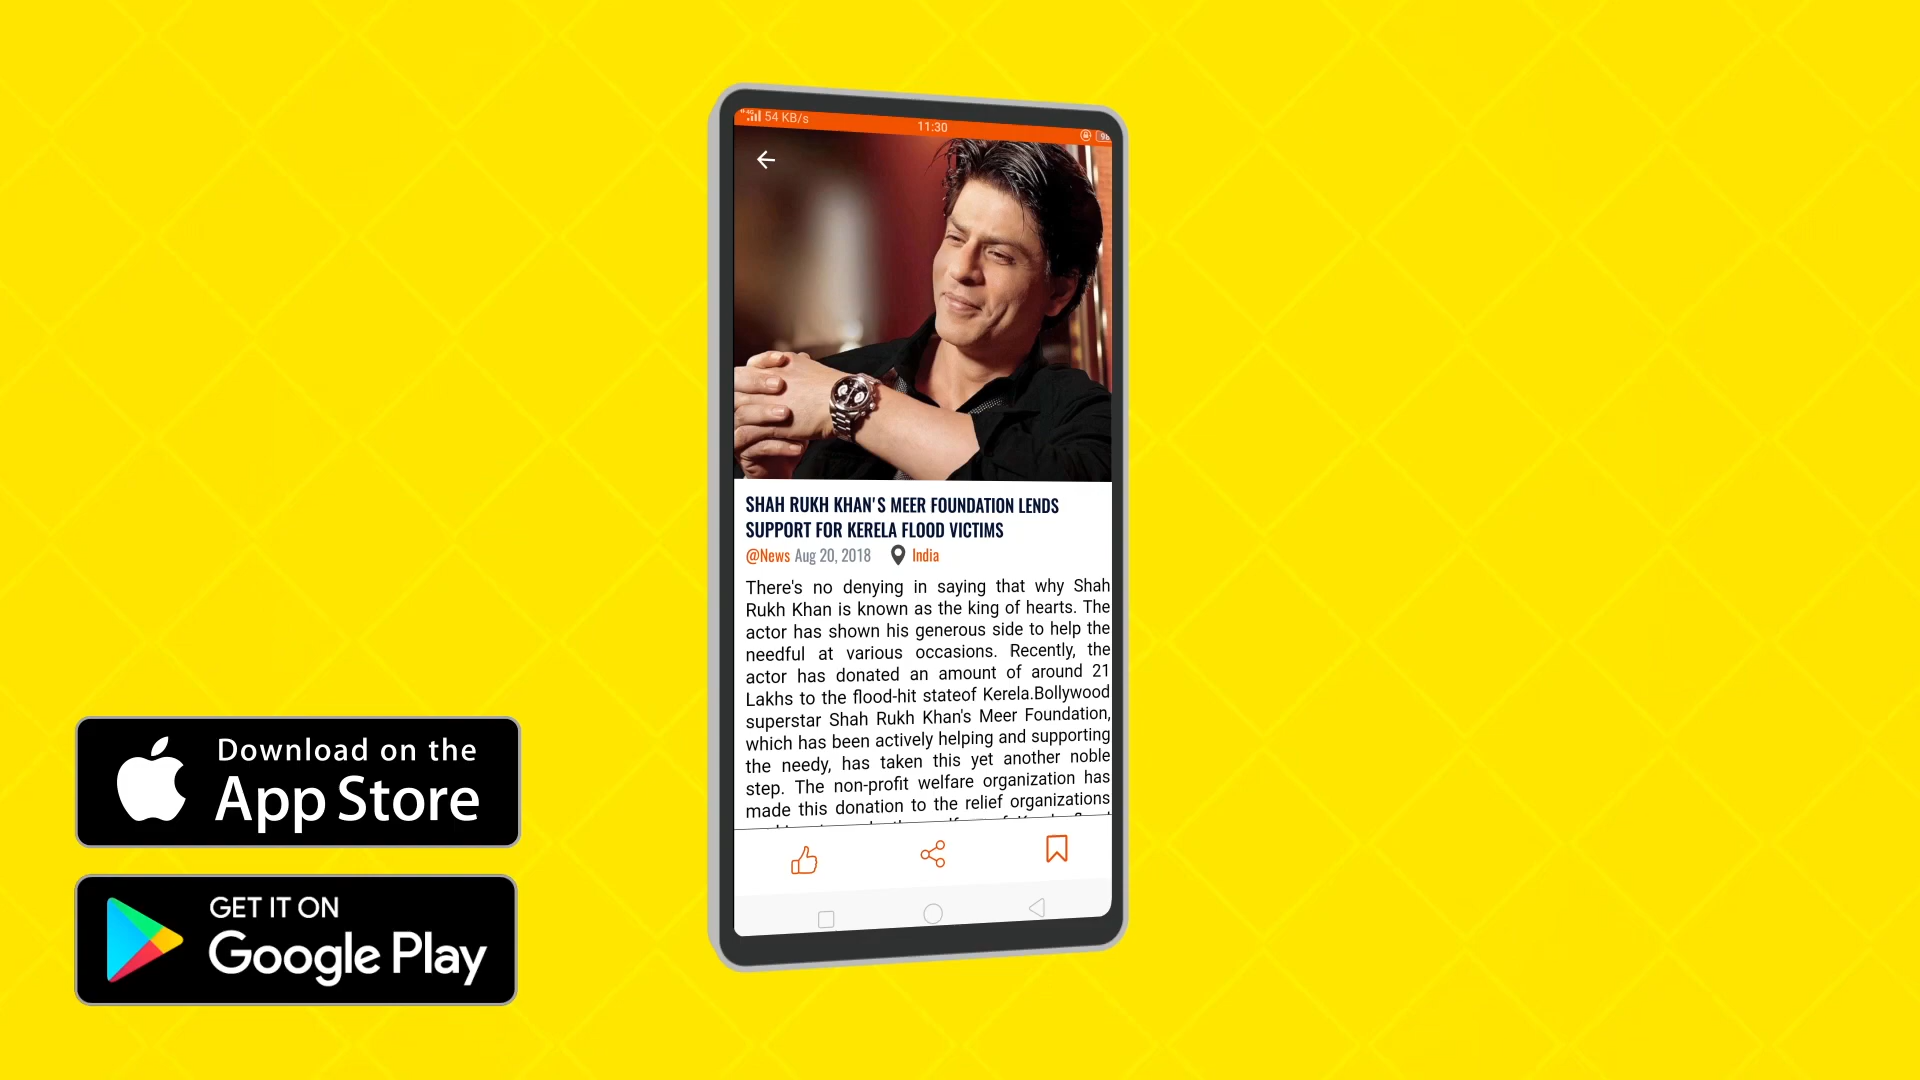 54 KB/s
11:30
SHAH RUKH KHAN'S MEER FOUNDATION LENDS
SUPPORT FOR KERELA FLOOD VICTIMS
@News Aug 20, 2018 India
There's no denying in saying that why Shah
Rukh Khan is known as the king of hearts. The
actor has shown his generous side to help the
needful at various occasions. Recently, the
actor has donated an amount of around 21
Lakhs to the flood-hit stateof Kerela.Bollywood
superstar Shah Rukh Khan's Meer Foundation,
which has been actively helping and supporting
the needy, has taken this yet another noble
step. The non-profit welfare organization has
made this donation to the relief organizations
Download on the
App Store
GET IT ON
Google Play